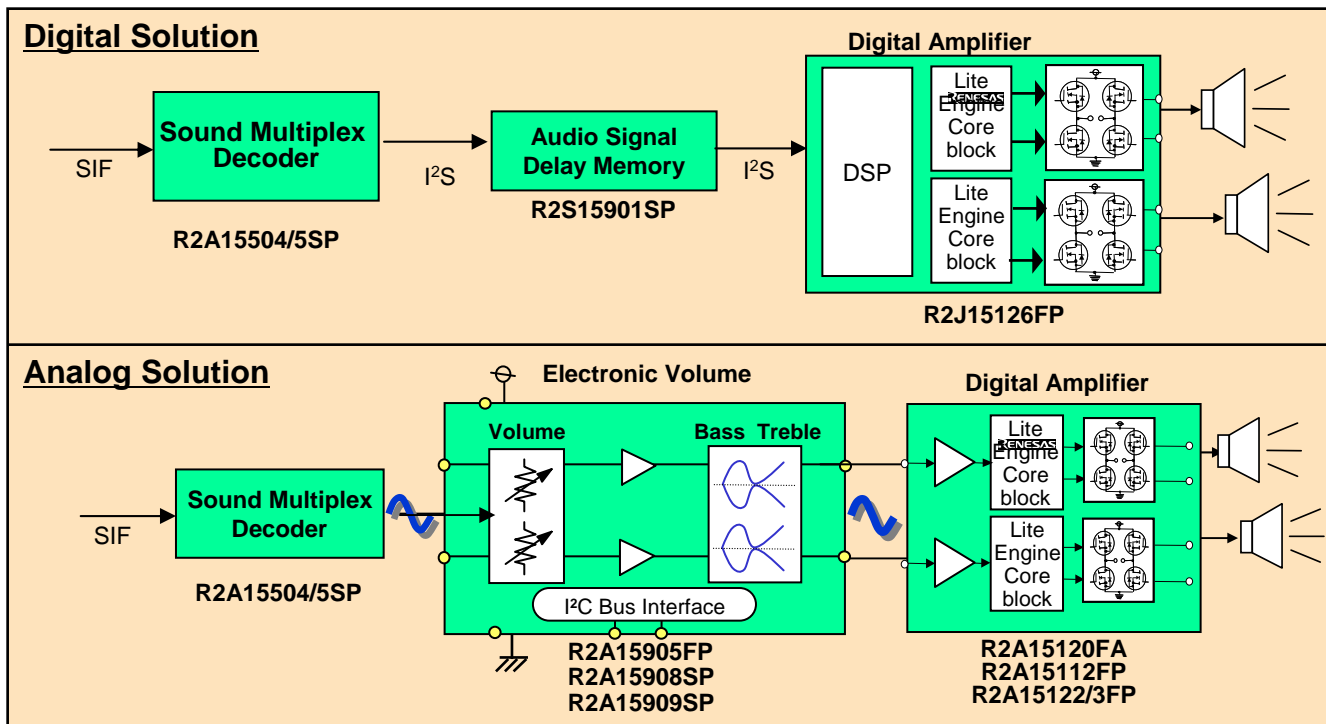 Digital Solution
Digital Amplifier
SIF
Sound Multiplex
Decoder
R2A15504/5SP
I²S
Audio Signal
Delay Memory
R2S15901SP
I²S
DSP
Lite
RENESAS
Engine
Core
block
Lite
Engine
Core
block
R2J15126FP
Analog Solution
Electronic Volume
Digital Amplifier
SIF
Sound Multiplex
Decoder
R2A15504/5SP
Volume
Bass Treble
I²C Bus Interface
R2A15905FP
R2A15908SP
R2A15909SP
Lite
RENESAS
Engine
Core
block
Lite
Engine
Core
block
R2A15120FA
R2A15112FP
R2A15122/3FP